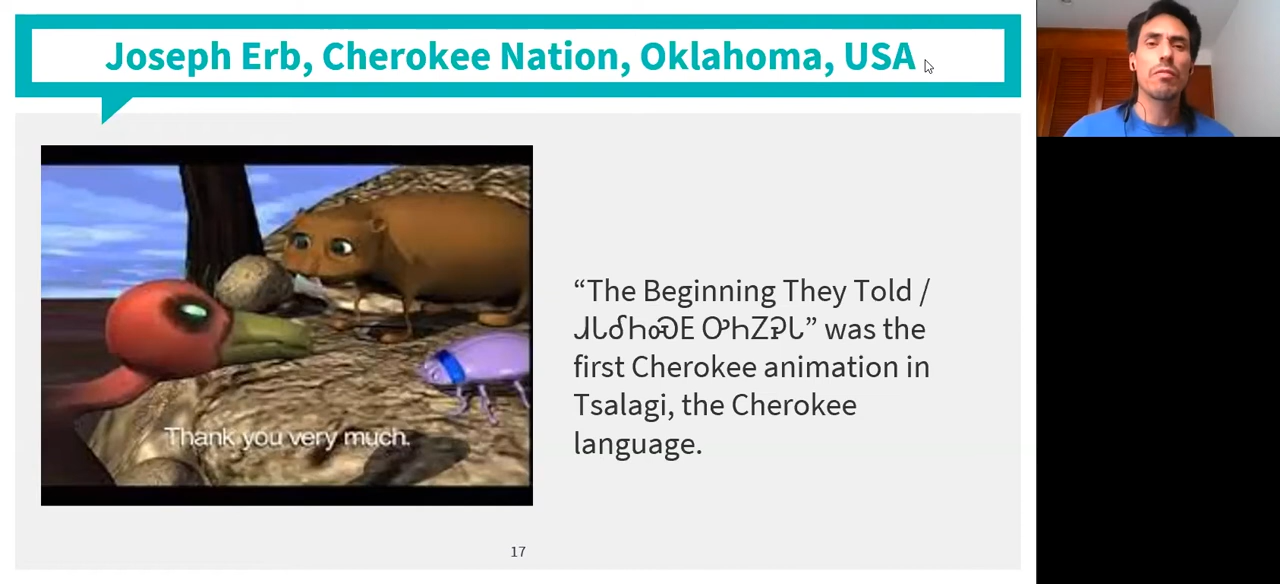 Joseph Erb, Cherokee Nation, Oklahoma, USA
Thank you very much.
“The Beginning They Told /
ᏗᏓᎴᏂᏍᎬ ᎤᏂᏃᎮᏓ” was the
first Cherokee animation in
Tsalagi, the Cherokee
language.
17